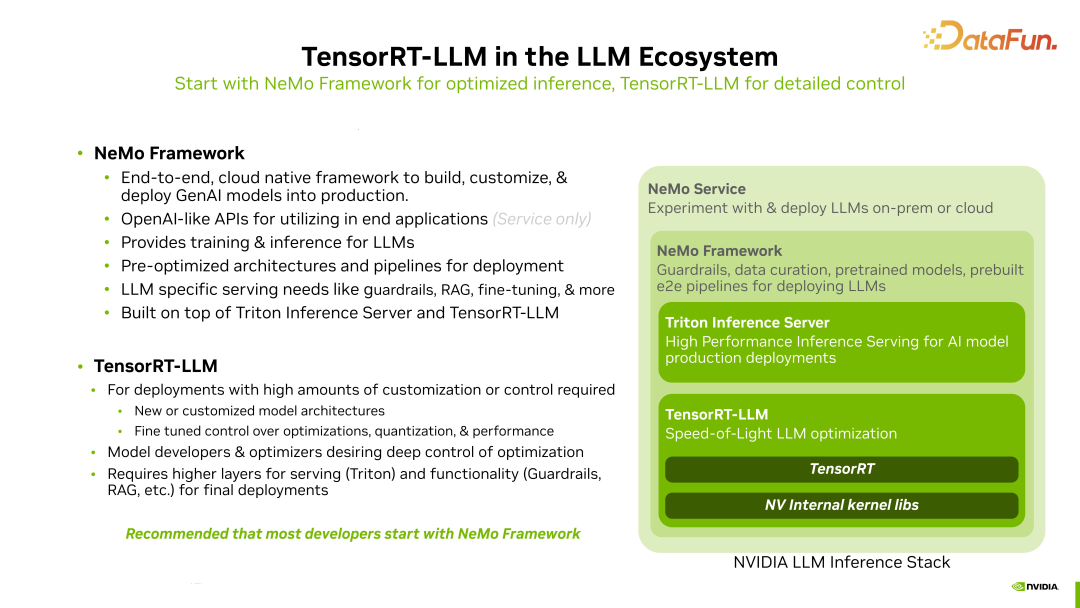 DataFun.
TensorRT-LLM in the LLM Ecosystem
Start with NeMo Framework for optimized inference, TensorRT-LLM for detailed control
• NeMo Framework
• End-to-end, cloud native framework to build, customize, &
deploy GenAI models into production.
• OpenAI-like APIs for utilizing in end applications (Service only)
• Provides training & inference for LLMs
• Pre-optimized architectures and pipelines for deployment
• LLM specific serving needs like guardrails, RAG, fine-tuning, & more
• Built on top of Triton Inference Server and TensorRT-LLM
• TensorRT-LLM
• For deployments with high amounts of customization or control required
• New or customized model architectures
• Fine tuned control over optimizations, quantization, & performance
• Model developers & optimizers desiring deep control of optimization
• Requires higher layers for serving (Triton) and functionality (Guardrails,
RAG, etc.) for final deployments
Recommended that most developers start with NeMo Framework
NeMo Service
Experiment with & deploy LLMs on-prem or cloud
NeMo Framework
Guardrails, data curation, pretrained models, prebuilt
e2e pipelines for deploying LLMs
Triton Inference Server
High Performance Inference Serving for AI model
production deployments
TensorRT-LLM
Speed-of-Light LLM optimization
TensorRT
NV Internal kernel libs
NVIDIA LLM Inference Stack
NVIDIA.